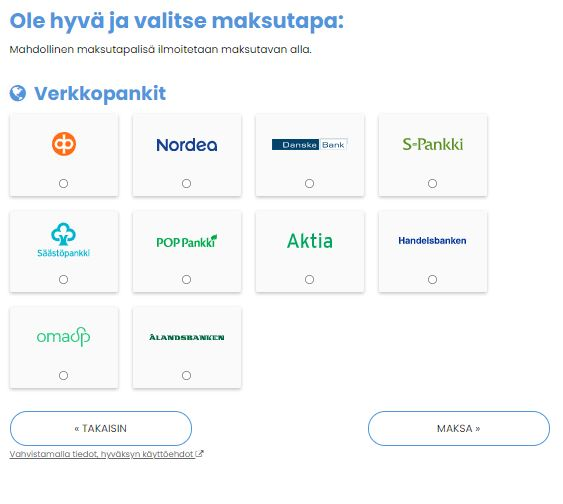 Ole hyvä ja valitse maksutapa:
Mahdollinen maksutapalisä ilmoitetaan maksutavan alla.
Verkkopankit
OP
Nordea
Danske Bank
S-Pankki
Säästöpankki
POP Pankki
Aktia
Handelsbanken
omasp
ÅLANDSBANKEN
« TAKAISIN
MAKSA »
Vahvistamalla tiedot, hyväksyn käyttöehdot